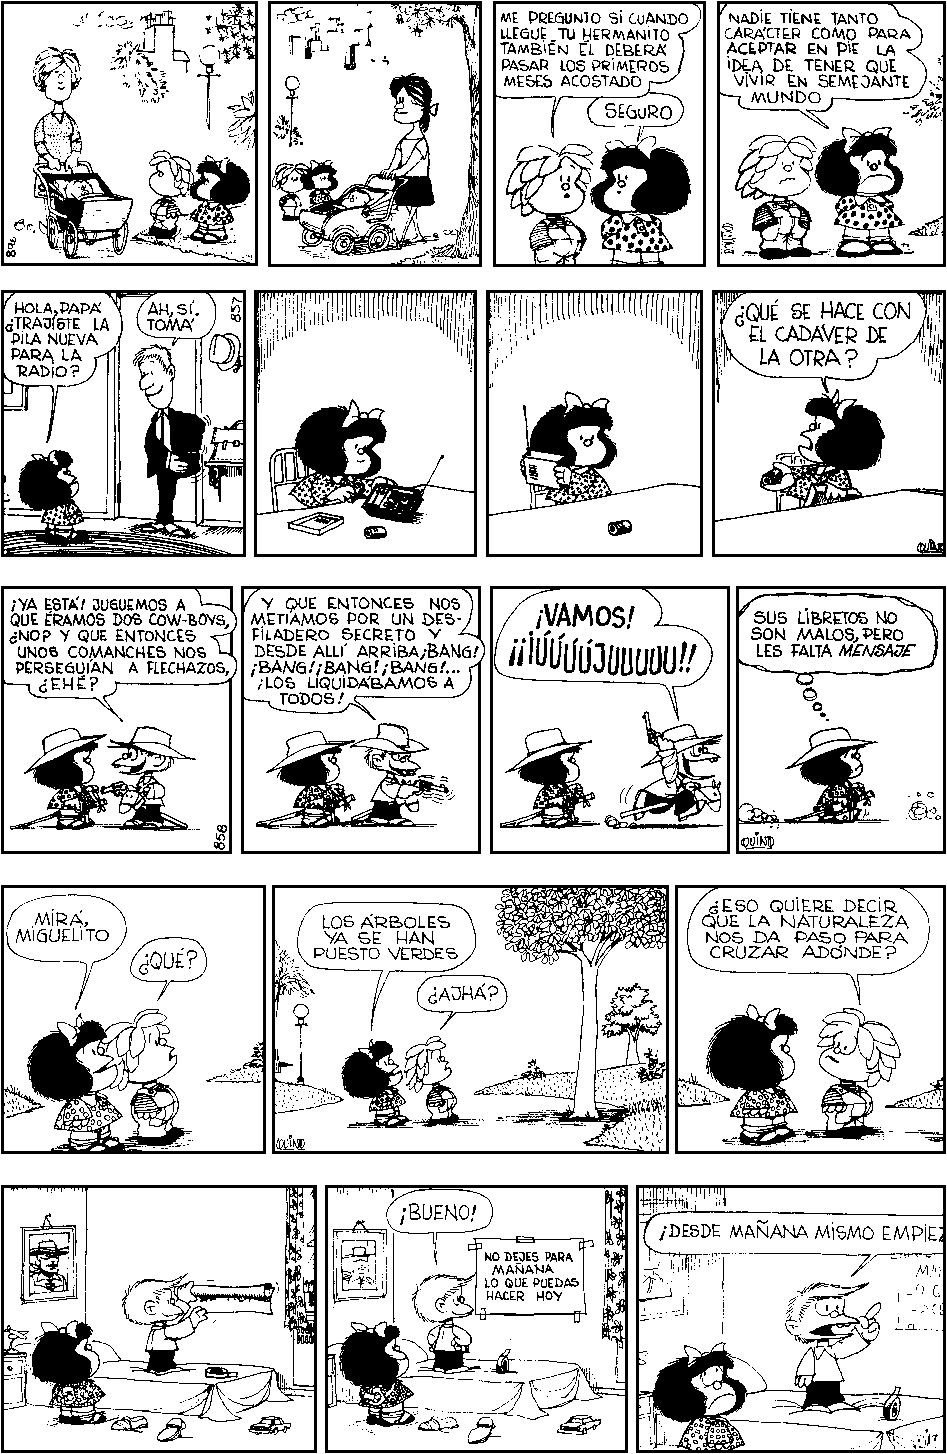 ME PREGUNTO SI CUANDO
LLEGUE TU HERMANITO
TAMBIÉN ÉL DEBERÁ
PASAR LOS PRIMEROS
MESES ACOSTADO
SEGURO
NADIE TIENE TANTO
CARÁCTER COMO PARA
ACEPTAR EN PIE LA
IDEA DE TENER QUE
VIVIR EN SEMEJANTE
MUNDO
QUINO
HOLA, PAPÁ
¿TRAJISTE LA
PILA NUEVA
PARA LA
RADIO?
AH, SÍ.
TOMÁ
857
¿QUÉ SE HACE CON
EL CADÁVER DE
LA OTRA?
QUINO
¡YA ESTÁ! JUGUEMOS A
QUE ÉRAMOS DOS COW-BOYS,
¿NO? Y QUE ENTONCES
UNOS COMANCHES NOS
PERSEGUÍAN A FLECHAZOS,
¿EHÉ?
858
Y QUE ENTONCES NOS
METÍAMOS POR UN DES-
FILADERO SECRETO Y
DESDE ALLÍ ARRIBA ¡BANG!
¡BANG! ¡BANG! ¡BANG!...
¡LOS LIQUIDÁBAMOS A
TODOS!
¡VAMOS!
¡¡¡IÚÚÚÚJUUUUU!!
SUS LIBRETOS NO
SON MALOS, PERO
LES FALTA MENSAJE
QUINO
MIRÁ,
MIGUELITO
¿QUÉ?
LOS ÁRBOLES
YA SE HAN
PUESTO VERDES
¿AJHÁ?
QUINO
¿ESO QUIERE DECIR
QUE LA NATURALEZA
NOS DA PASO PARA
CRUZAR ADÓNDE?
¡BUENO!
NO DEJES PARA
MAÑANA
LO QUE PUEDAS
HACER HOY
¡DESDE MAÑANA MISMO EMPIEZ